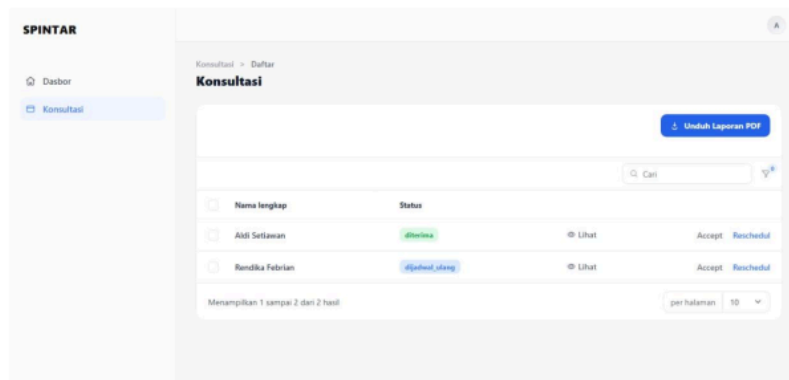 SPINTAR
A
Dasbor
Konsultasi
Konsultasi > Daftar
Konsultasi
Unduh Laporan PDF
Cari
0
Nama lengkap Status
Aldi Setiawan diterima Lihat Accept Reschedul
Rendika Febrian dijadwal_ulang Lihat Accept Reschedul
Menampilkan 1 sampai 2 dari 2 hasil per halaman 10